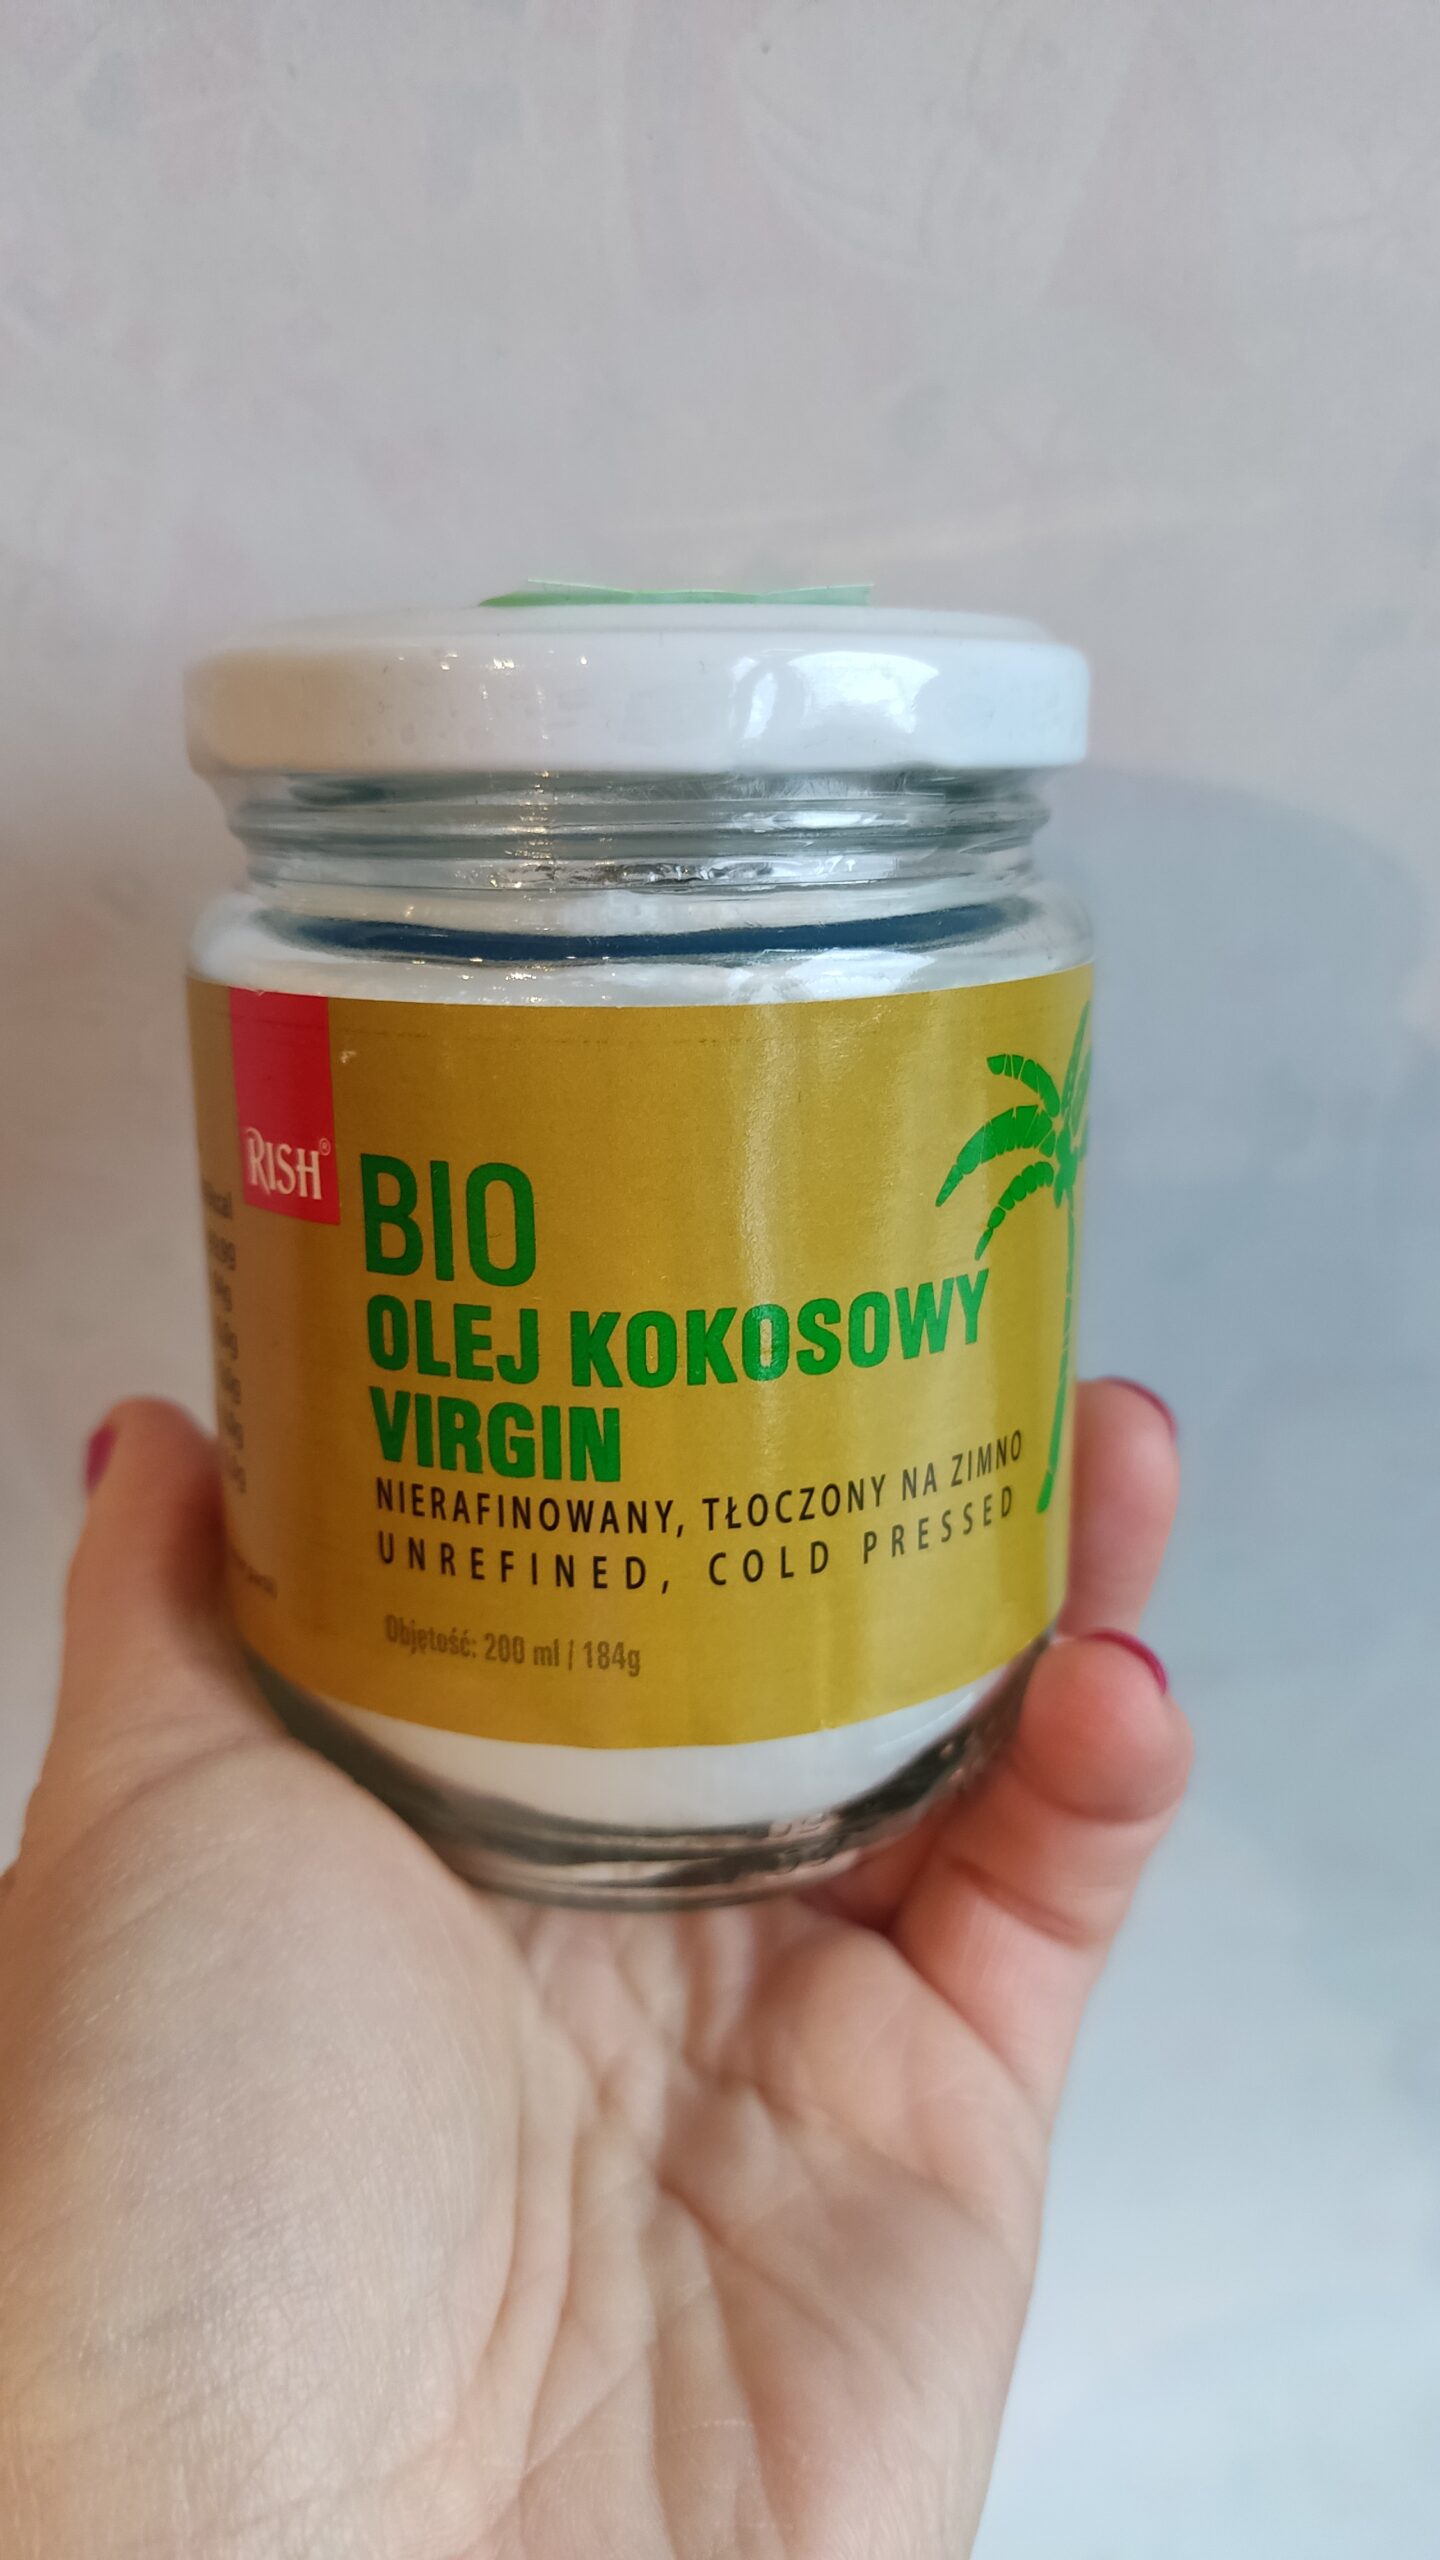 RISH®
BIO
OLEJ KOKOSOWY
VIRGIN
NIERAFINOWANY, TŁOCZONY NA ZIMNO
UNREFINED, COLD PRESSED
Objętość: 200 ml / 184g